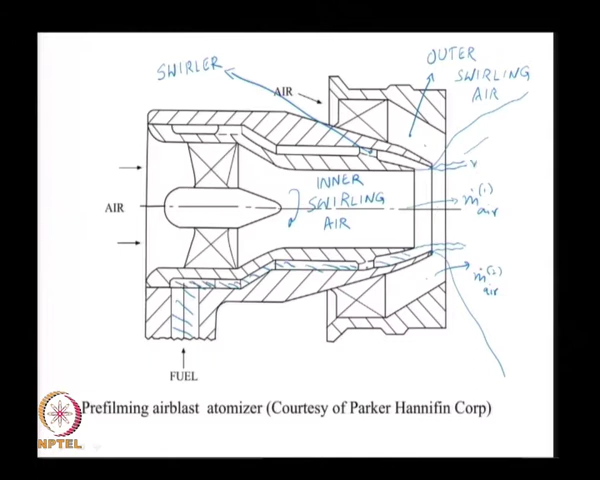 SWIRLER
AIR
OUTER
SWIRLING
AIR
INNER
SWIRLING
AIR
AIR
ṁ(1)
air
ṁ(2)
air
FUEL
Prefilming airblast atomizer (Courtesy of Parker Hannifin Corp)
NPTEL